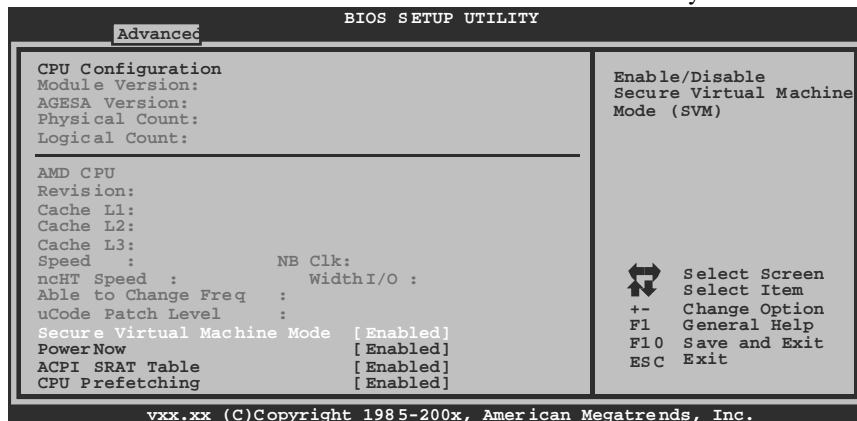 BIOS SETUP UTILITY
Advanced
CPU Configuration
Module Version:
AGESA Version:
Physical Count:
Logical Count:
AMD CPU
Revision:
Cache L1:
Cache L2:
Cache L3:
Speed : NB Clk:
ncHT Speed : WidthI/O :
Able to Change Freq :
uCode Patch Level :
Secure Virtual Machine Mode [Enabled]
PowerNow [Enabled]
ACPI SRAT Table [Enabled]
CPU Prefetching [Enabled]
Enable/Disable
Secure Virtual Machine
Mode (SVM)
Select Screen
Select Item
+- Change Option
F1 General Help
F10 Save and Exit
ESC Exit
vxx.xx (C)Copyright 1985-200x, American Megatrends, Inc.